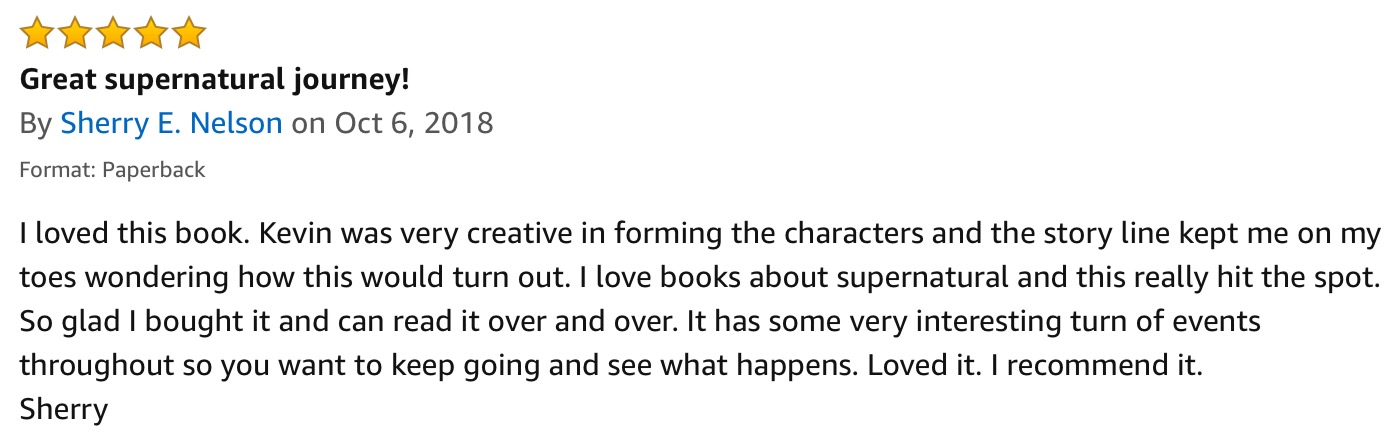 Great supernatural journey!
By Sherry E. Nelson on Oct 6, 2018
Format: Paperback
I loved this book. Kevin was very creative in forming the characters and the story line kept me on my
toes wondering how this would turn out. I love books about supernatural and this really hit the spot.
So glad I bought it and can read it over and over. It has some very interesting turn of events
throughout so you want to keep going and see what happens. Loved it. I recommend it.
Sherry